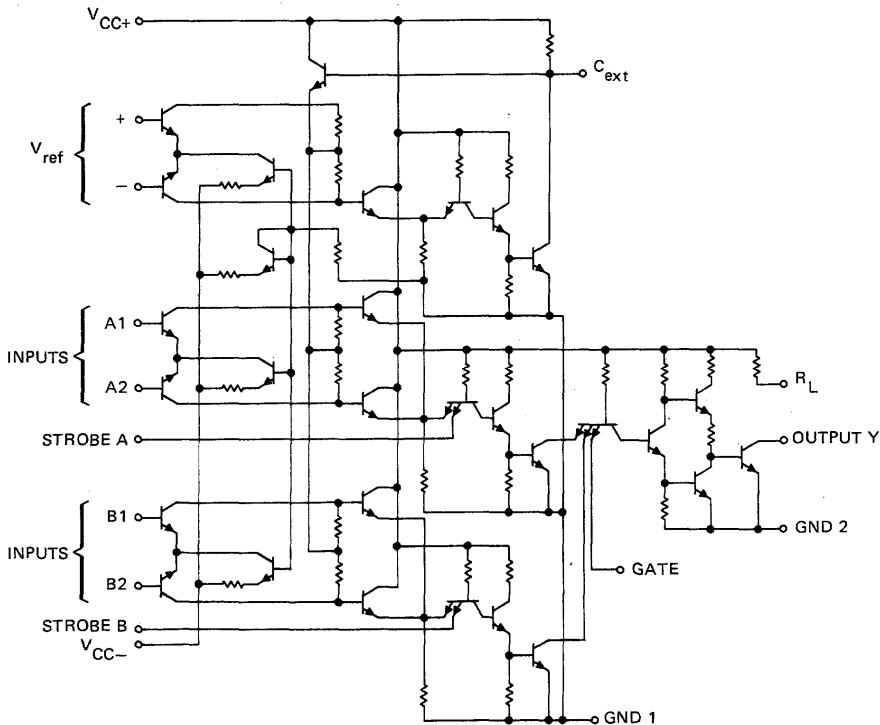 VCC+
Cext
+
Vref
−
A1
INPUTS
A2
RL
STROBE A
OUTPUT Y
B1
GND 2
INPUTS
GATE
B2
STROBE B
VCC−
GND 1